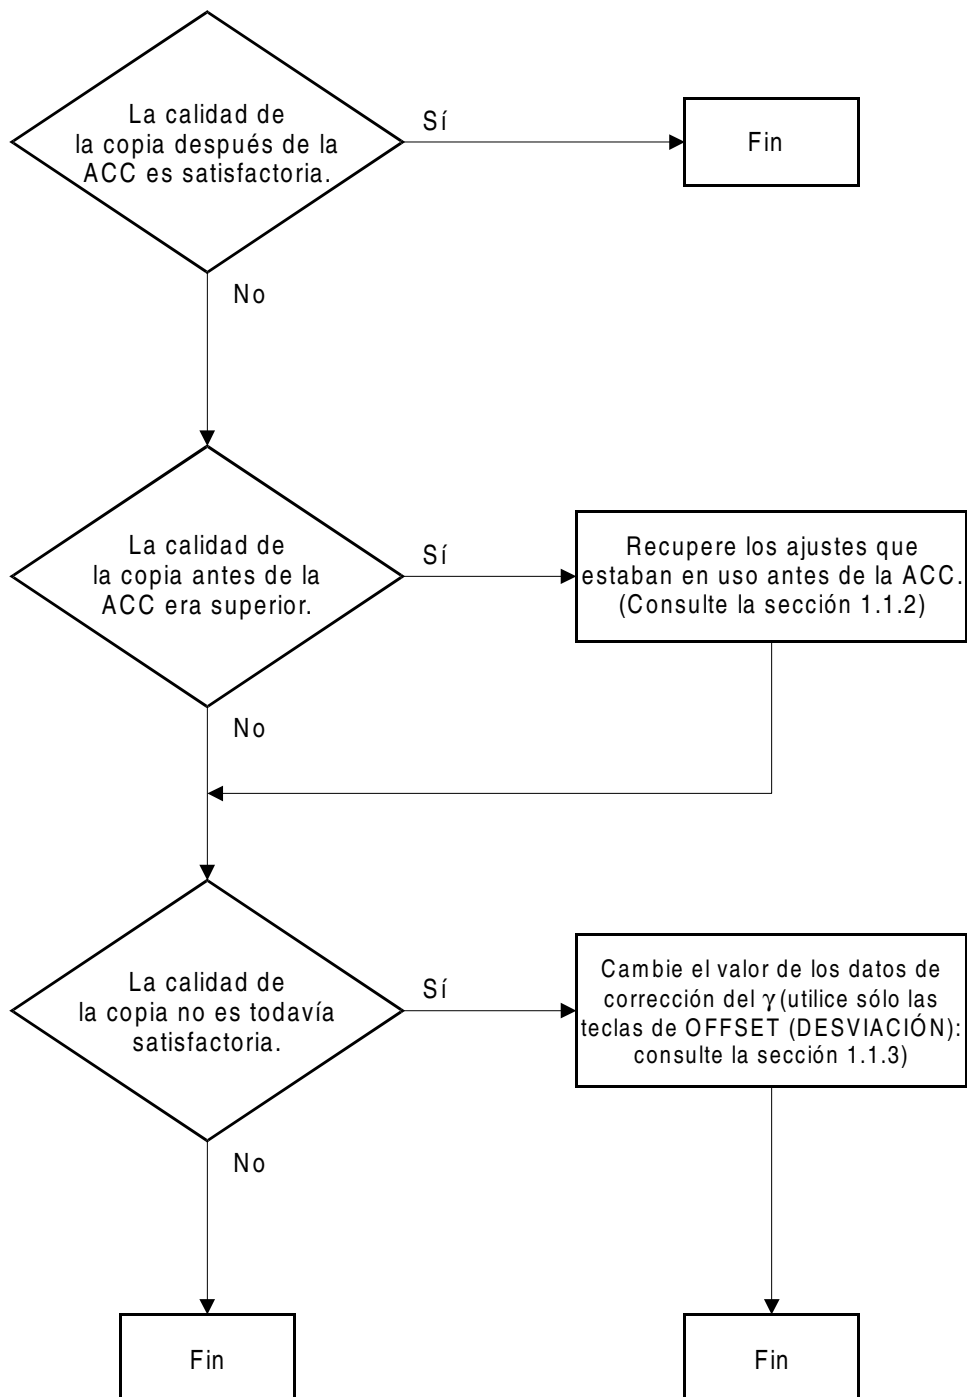 La calidad de
la copia después de la
ACC es satisfactoria.
Sí
Fin
No
La calidad de
la copia antes de la
ACC era superior.
Sí
Recupere los ajustes que
estaban en uso antes de la ACC.
(Consulte la sección 1.1.2)
No
La calidad de
la copia no es todavía
satisfactoria.
Sí
Cambie el valor de los datos de
corrección del γ (utilice sólo las
teclas de OFFSET (DESVIACIÓN):
consulte la sección 1.1.3)
No
Fin
Fin